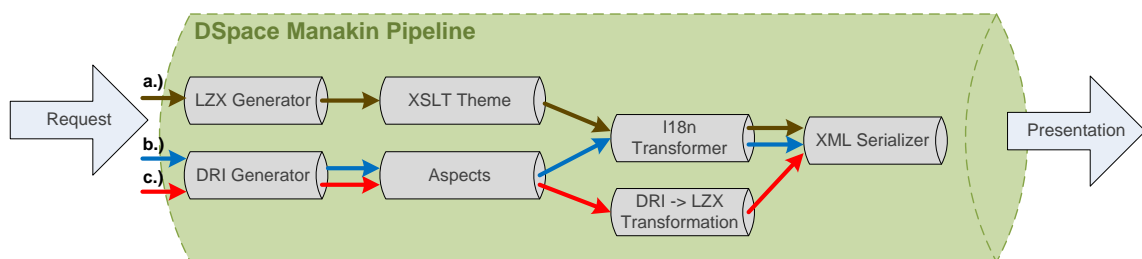 DSpace Manakin Pipeline
Request
a.)
LZX Generator
XSLT Theme
b.)
c.)
DRI Generator
Aspects
I18n
Transformer
DRI -> LZX
Transformation
XML Serializer
Presentation